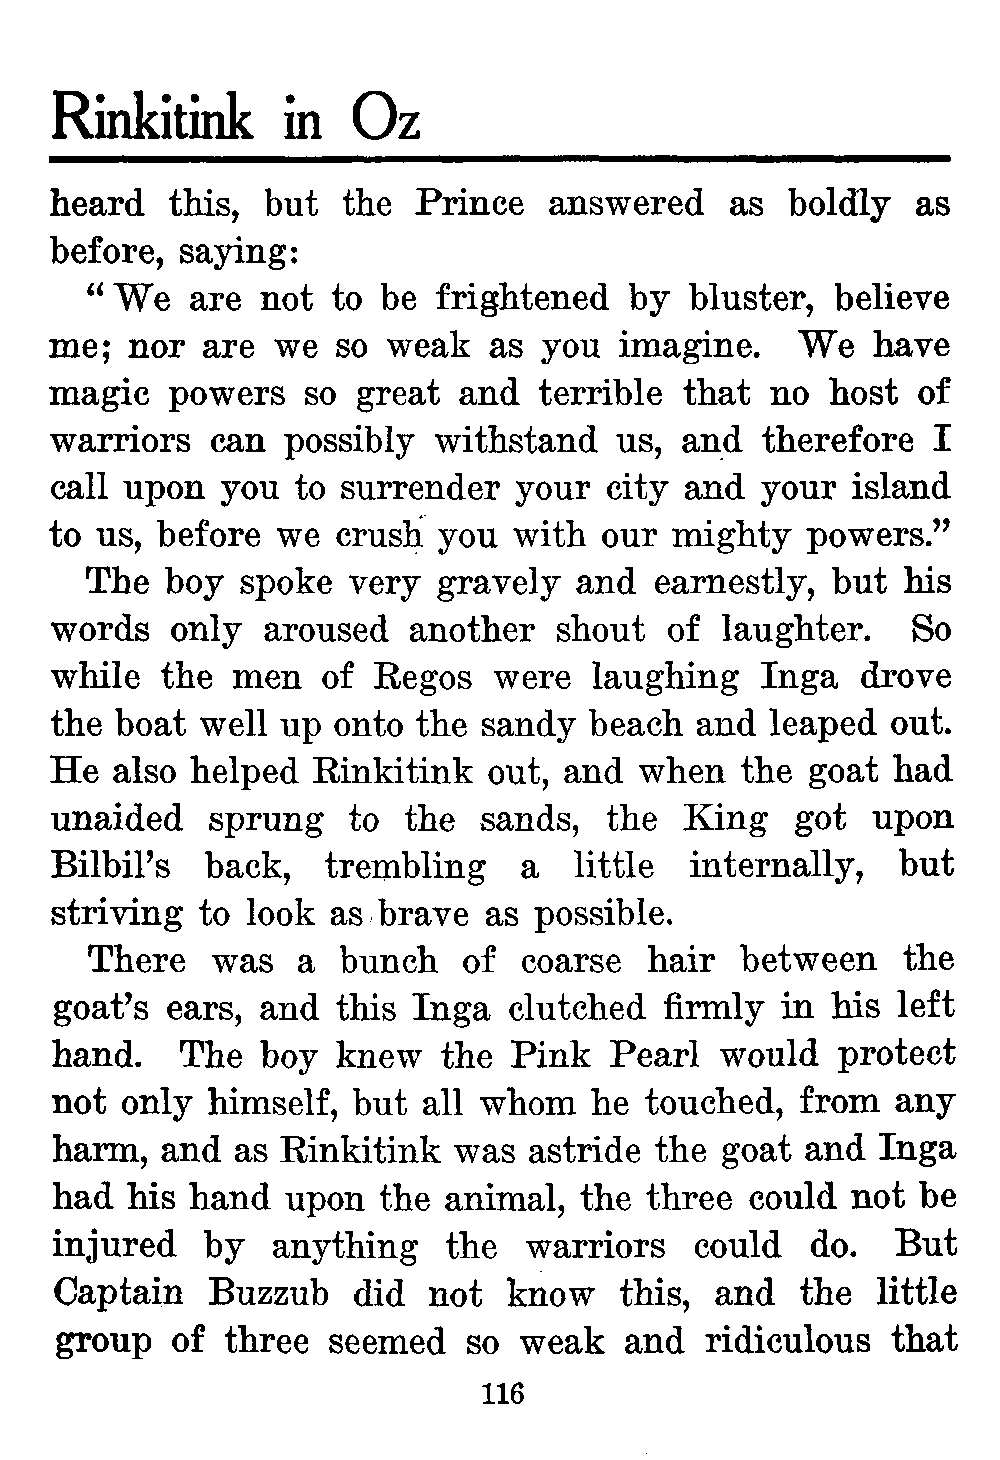 Rinkitink in Oz
heard this, but the Prince answered as boldly as
before, saying:
“We are not to be frightened by bluster, believe
me; nor are we so weak as you imagine. We have
magic powers so great and terrible that no host of
warriors can possibly withstand us, and therefore I
call upon you to surrender your city and your island
to us, before we crush you with our mighty powers.”
The boy spoke very gravely and earnestly, but his
words only aroused another shout of laughter. So
while the men of Regos were laughing Inga drove
the boat well up onto the sandy beach and leaped out.
He also helped Rinkitink out, and when the goat had
unaided sprung to the sands, the King got upon
Bilbil’s back, trembling a little internally, but
striving to look as brave as possible.
There was a bunch of coarse hair between the
goat’s ears, and this Inga clutched firmly in his left
hand. The boy knew the Pink Pearl would protect
not only himself, but all whom he touched, from any
harm, and as Rinkitink was astride the goat and Inga
had his hand upon the animal, the three could not be
injured by anything the warriors could do. But
Captain Buzzub did not know this, and the little
group of three seemed so weak and ridiculous that
116